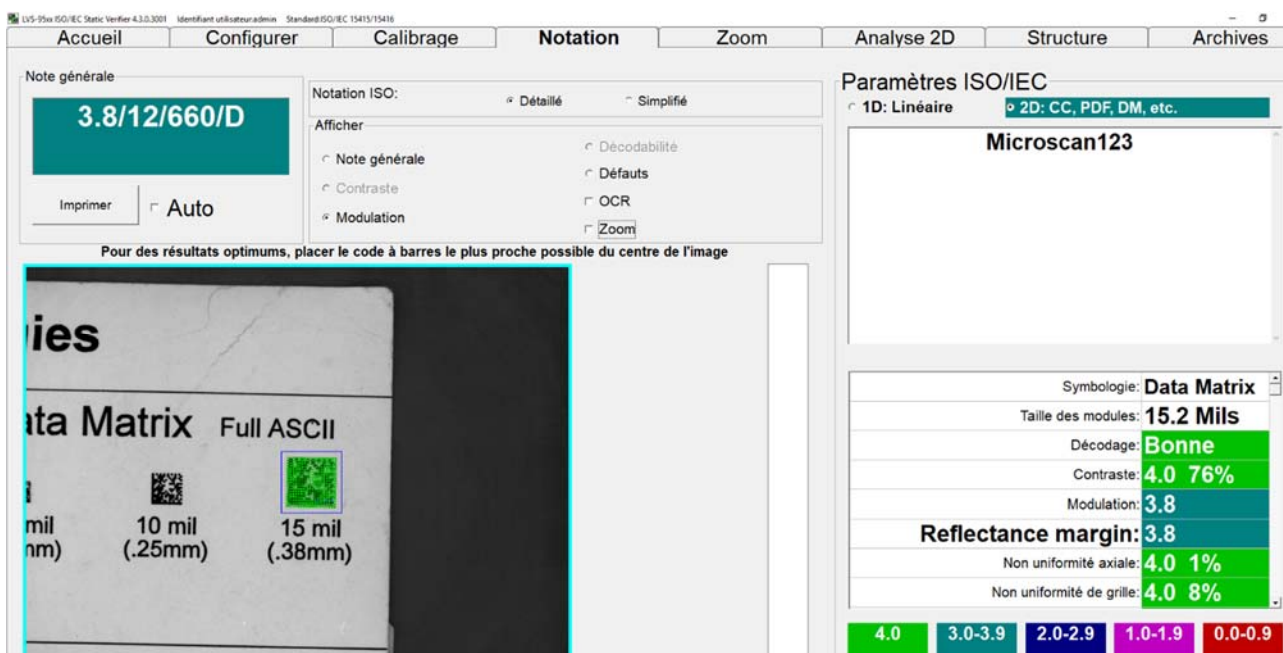 LVS-95xx ISO/IEC Static Verifier 4.3.0.3001 Identifiant utilisateur:admin Standard:ISO/IEC 15415/15416
Accueil Configurer Calibrage Notation Zoom Analyse 2D Structure Archives
Note générale
3.8/12/660/D
Imprimer
Auto
Notation ISO:
Détaillé
Simplifié
Afficher
Note générale
Contraste
Modulation
Décodabilité
Défauts
OCR
Zoom
Pour des résultats optimums, placer le code à barres le plus proche possible du centre de l'image
ies
ata Matrix Full ASCII
mil 10 mil 15 mil
nm) (.25mm) (.38mm)
Paramètres ISO/IEC
1D: Linéaire 2D: CC, PDF, DM, etc.
Microscan123
Symbologie: Data Matrix
Taille des modules: 15.2 Mils
Décodage: Bonne
Contraste: 4.0 76%
Modulation: 3.8
Reflectance margin: 3.8
Non uniformité axiale: 4.0 1%
Non uniformité de grille: 4.0 8%
4.0 3.0-3.9 2.0-2.9 1.0-1.9 0.0-0.9